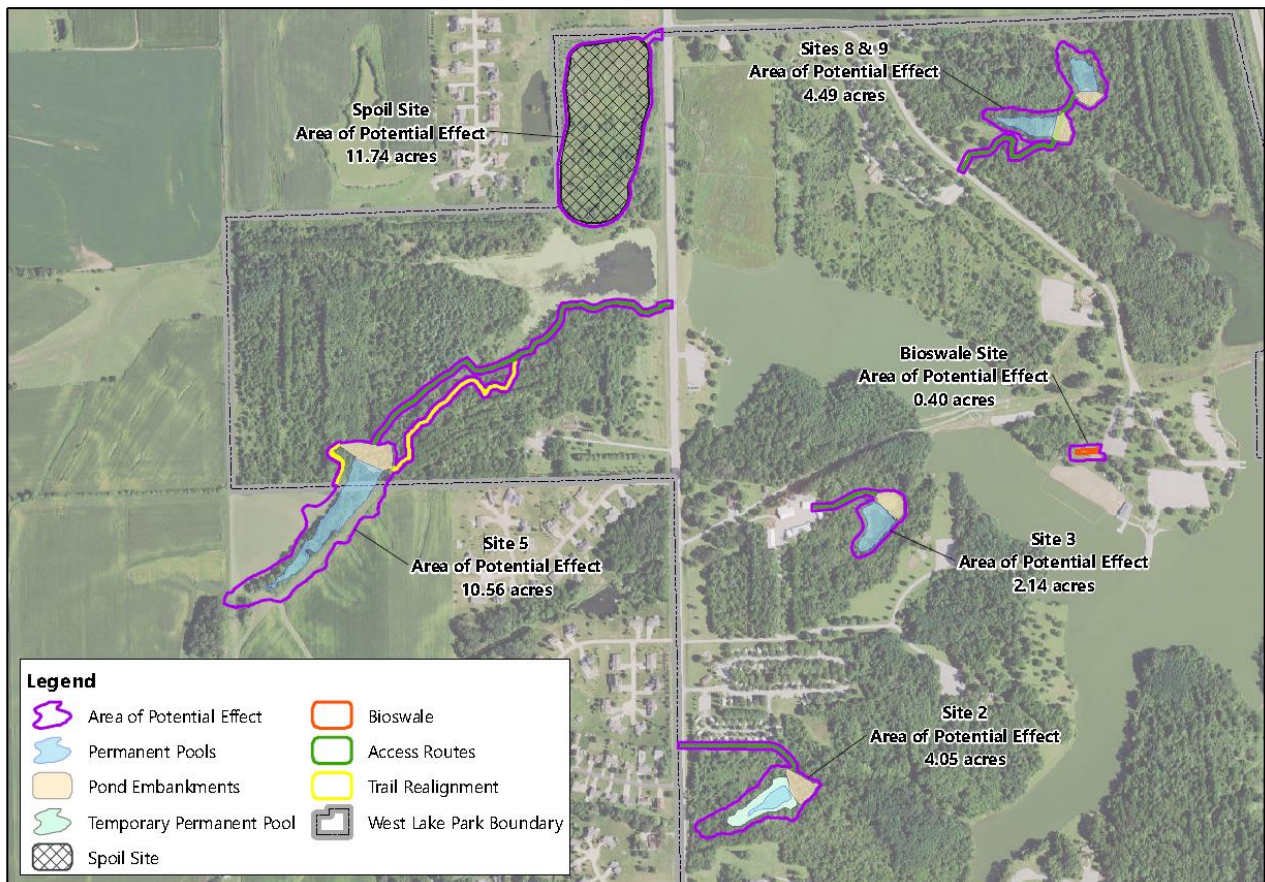 Sites 8 & 9
Area of Potential Effect
4.49 acres
Spoil Site
Area of Potential Effect
11.74 acres
Bioswale Site
Area of Potential Effect
0.40 acres
Site 5
Area of Potential Effect
10.56 acres
Site 3
Area of Potential Effect
2.14 acres
Site 2
Area of Potential Effect
4.05 acres
Legend
Area of Potential Effect
Permanent Pools
Pond Embankments
Temporary Permanent Pool
Spoil Site
Bioswale
Access Routes
Trail Realignment
West Lake Park Boundary